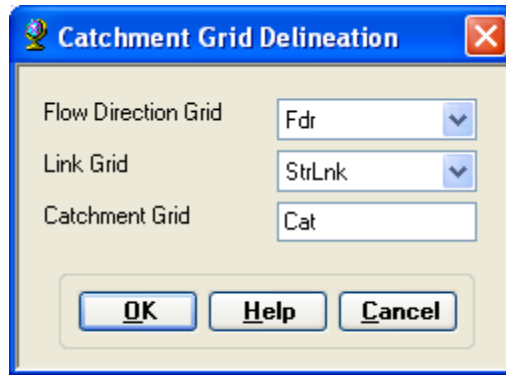 Catchment Grid Delineation
Flow Direction Grid Fdr
Link Grid StrLnk
Catchment Grid Cat
OK Help Cancel